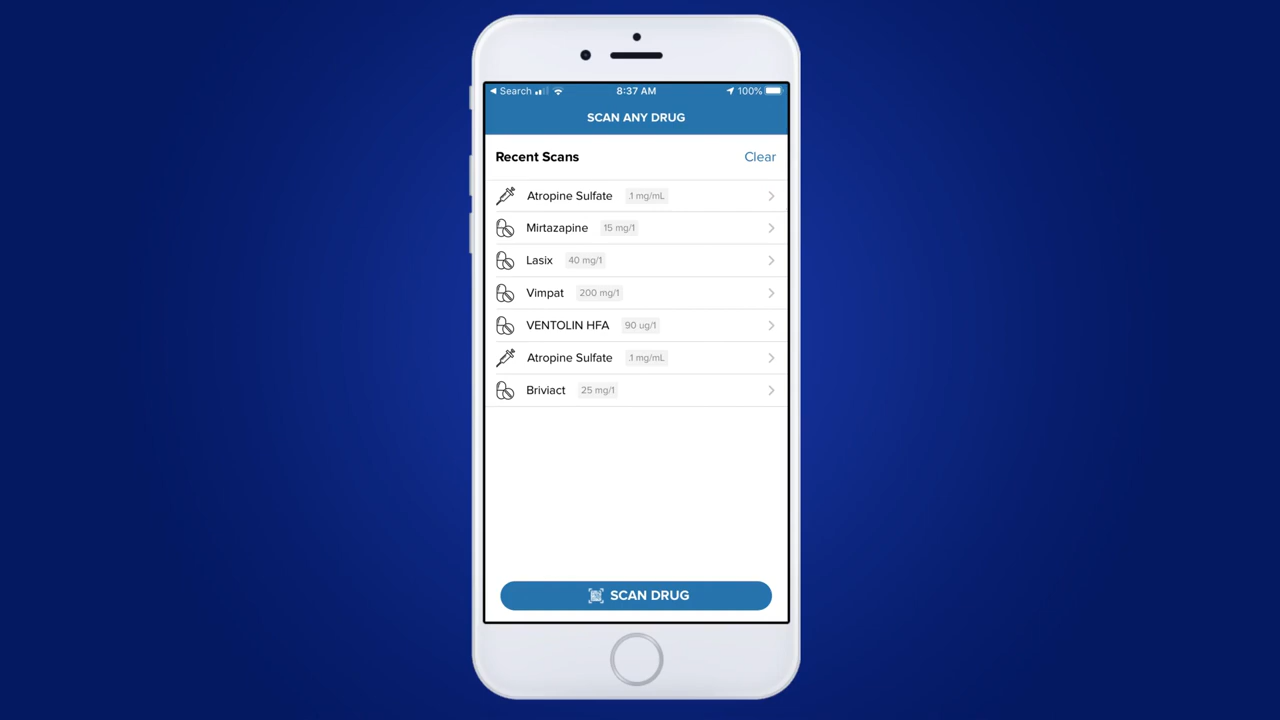 Search 8:37 AM 100%
SCAN ANY DRUG
Recent Scans Clear
Atropine Sulfate .1 mg/mL
Mirtazapine 15 mg/1
Lasix 40 mg/1
Vimpat 200 mg/1
VENTOLIN HFA 90 ug/1
Atropine Sulfate .1 mg/mL
Briviact 25 mg/1
SCAN DRUG